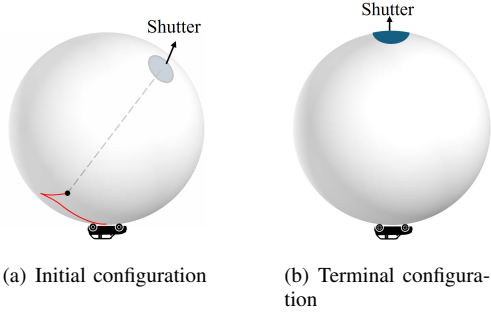 Shutter
Shutter
(a) Initial configuration
(b) Terminal configura-
tion